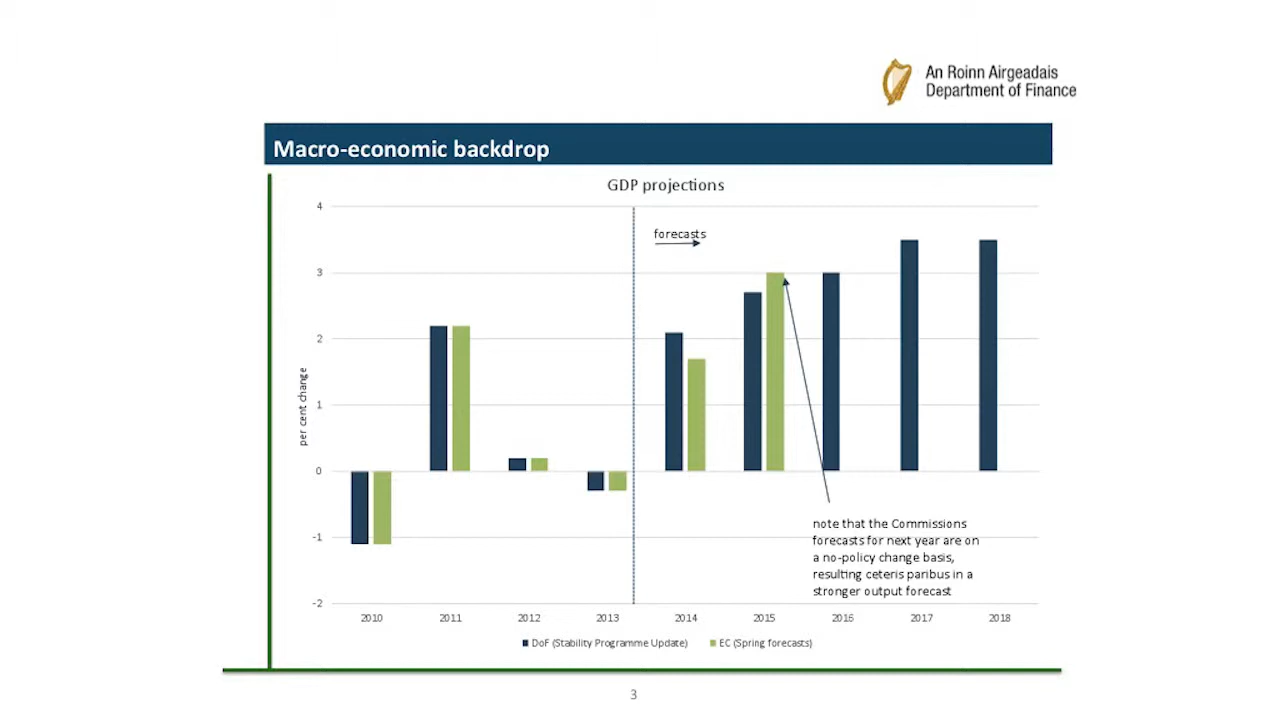 An Roinn Airgeadais
Department of Finance
Macro-economic backdrop
GDP projections
4
forecasts
3
2
per cent change
1
0
-1
note that the Commissions
forecasts for next year are on
a no-policy change basis,
resulting ceteris paribus in a
stronger output forecast
-2
2010 2011 2012 2013 2014 2015 2016 2017 2018
DoF (Stability Programme Update) EC (Spring forecasts)
3